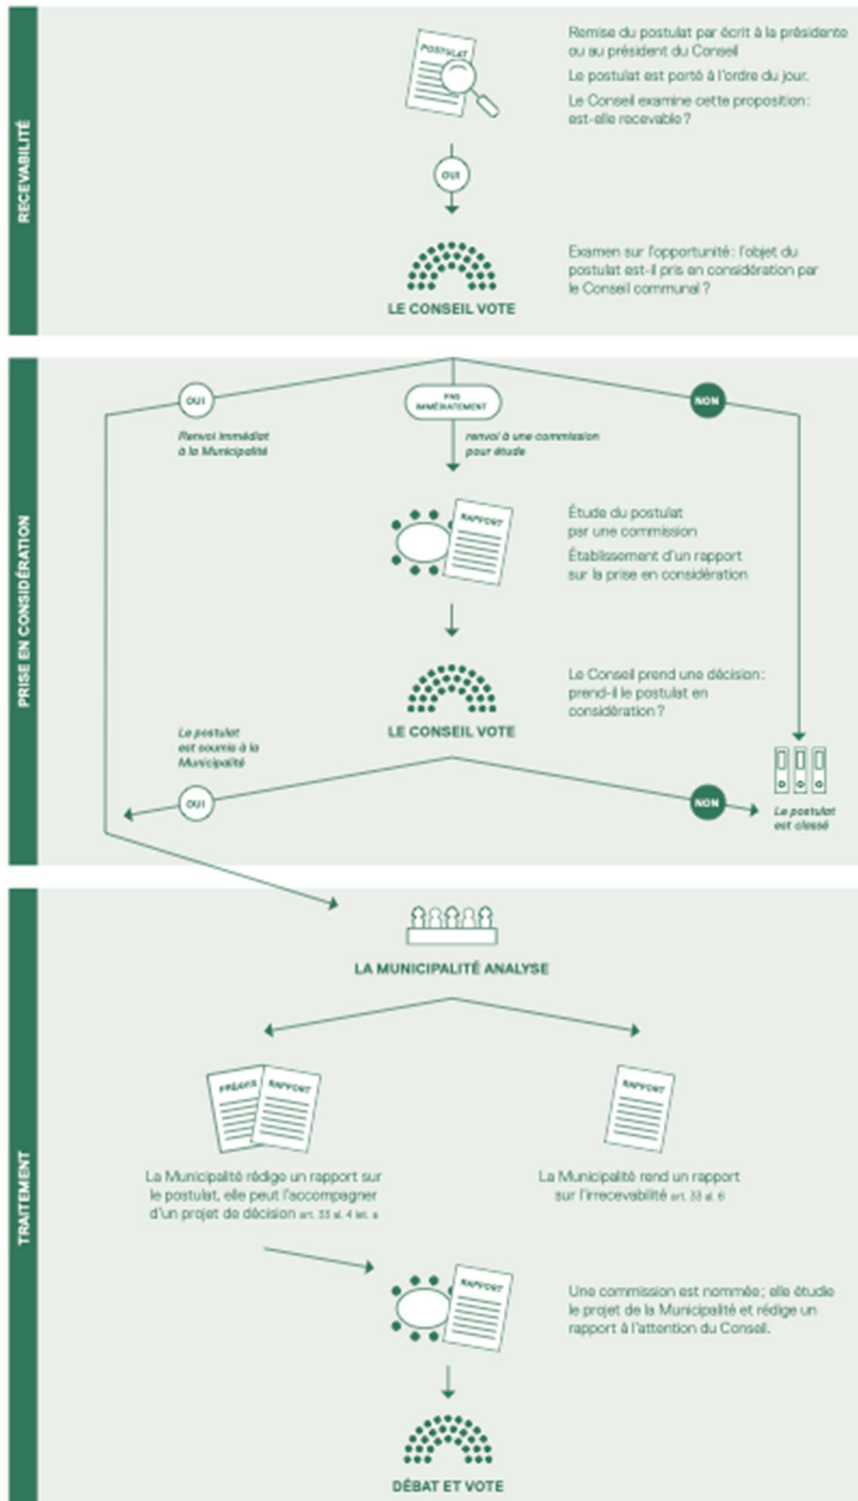 RECEVABILITÉ
POSTULAT
Remise du postulat par écrit à la présidente
ou au président du Conseil
Le postulat est porté à l'ordre du jour.
Le Conseil examine cette proposition:
est-elle recevable?
OUI
Examen sur l'opportunité: l'objet du
postulat est-il pris en considération par
le Conseil communal?
LE CONSEIL VOTE
PRISE EN CONSIDÉRATION
OUI
PAS
IMMÉDIATEMENT
NON
Renvoi immédiat
à la Municipalité
renvoi à une commission
pour étude
RAPPORT
Étude du postulat
par une commission
Établissement d'un rapport
sur la prise en considération
Le Conseil prend une décision:
prend-il le postulat en
considération?
LE CONSEIL VOTE
Le postulat
est soumis à la
Municipalité
OUI
NON
Le postulat
est classé
TRAITEMENT
LA MUNICIPALITÉ ANALYSE
PRÉAVIS
RAPPORT
RAPPORT
La Municipalité rédige un rapport sur
le postulat, elle peut l'accompagner
d'un projet de décision art. 33 al. 4 let. a
La Municipalité rend un rapport
sur l'irrecevabilité art. 33 al. 6
RAPPORT
Une commission est nommée; elle étudie
le projet de la Municipalité et rédige un
rapport à l'attention du Conseil.
DÉBAT ET VOTE